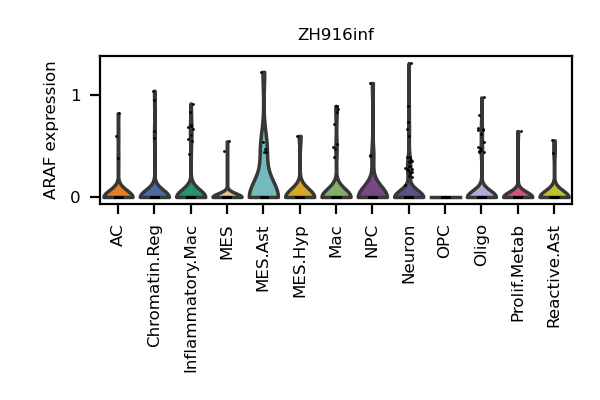 ZH916inf
ARAF expression
1
0
AC
Chromatin.Reg
Inflammatory.Mac
MES
MES.Ast
MES.Hyp
Mac
NPC
Neuron
OPC
Oligo
Prolif.Metab
Reactive.Ast